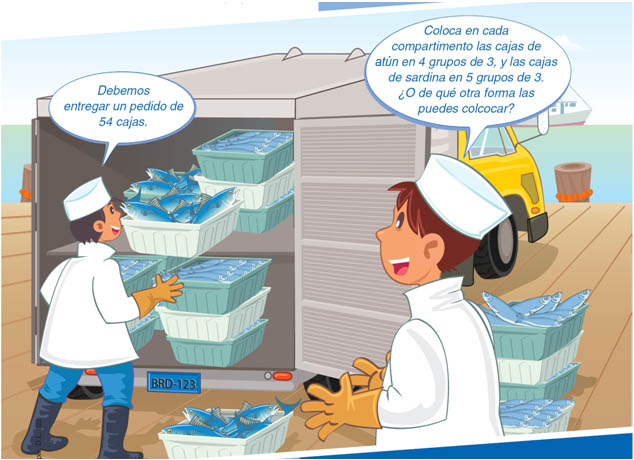 Debemos
entregar un pedido de
54 cajas.
Coloca en cada
compartimento las cajas de
atún en 4 grupos de 3, y las cajas
de sardina en 5 grupos de 3.
¿O de qué otra forma las
puedes colcocar?
BRD-123